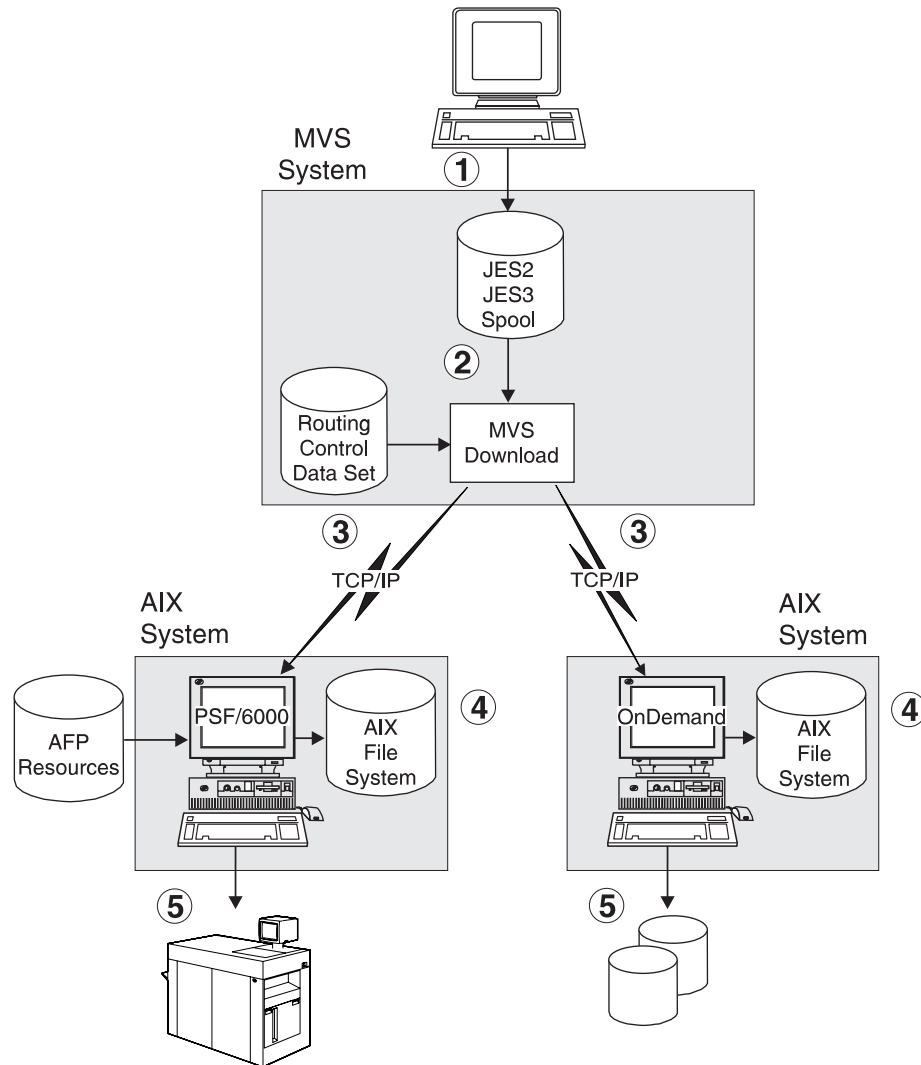 MVS
System
1
JES2
JES3
Spool
2
Routing
Control
Data Set
MVS
Download
3
3
TCP/IP
TCP/IP
AIX
System
AIX
System
AFP
Resources
PSF/6000
AIX
File
System
4
OnDemand
AIX
File
System
4
5
5